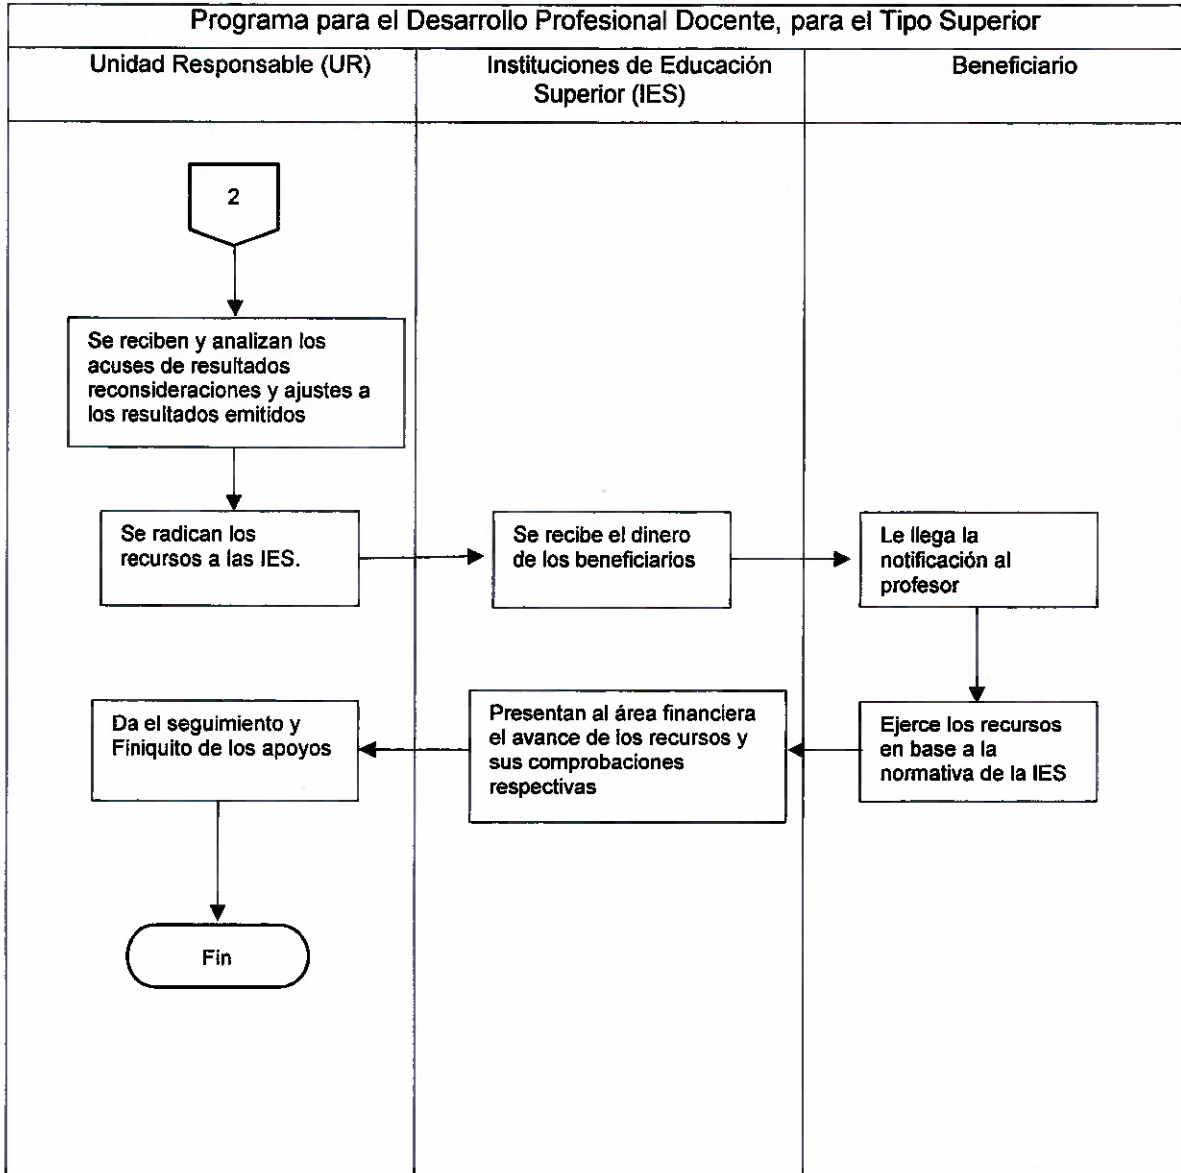 Programa para el Desarrollo Profesional Docente, para el Tipo Superior
Unidad Responsable (UR)
Instituciones de Educación
Superior (IES)
Beneficiario
2
Se reciben y analizan los
acuses de resultados
reconsideraciones y ajustes a
los resultados emitidos
Se radican los
recursos a las IES.
Se recibe el dinero
de los beneficiarios
Le llega la
notificación al
profesor
Ejerce los recursos
en base a la
normativa de la IES
Presentan al área financiera
el avance de los recursos y
sus comprobaciones
respectivas
Da el seguimiento y
Finiquito de los apoyos
Fin